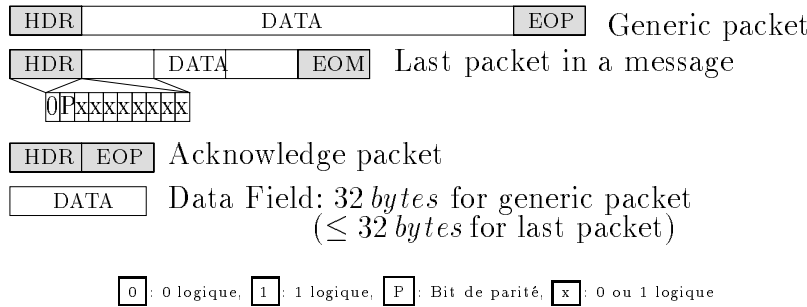 HDR DATA EOP Generic packet
HDR DATA EOM Last packet in a message
0Pxxxxxxxx
HDR EOP Acknowledge packet
DATA Data Field: 32 bytes for generic packet
(≤ 32 bytes for last packet)
0 : 0 logique, 1 : 1 logique, P : Bit de parité, x : 0 ou 1 logique